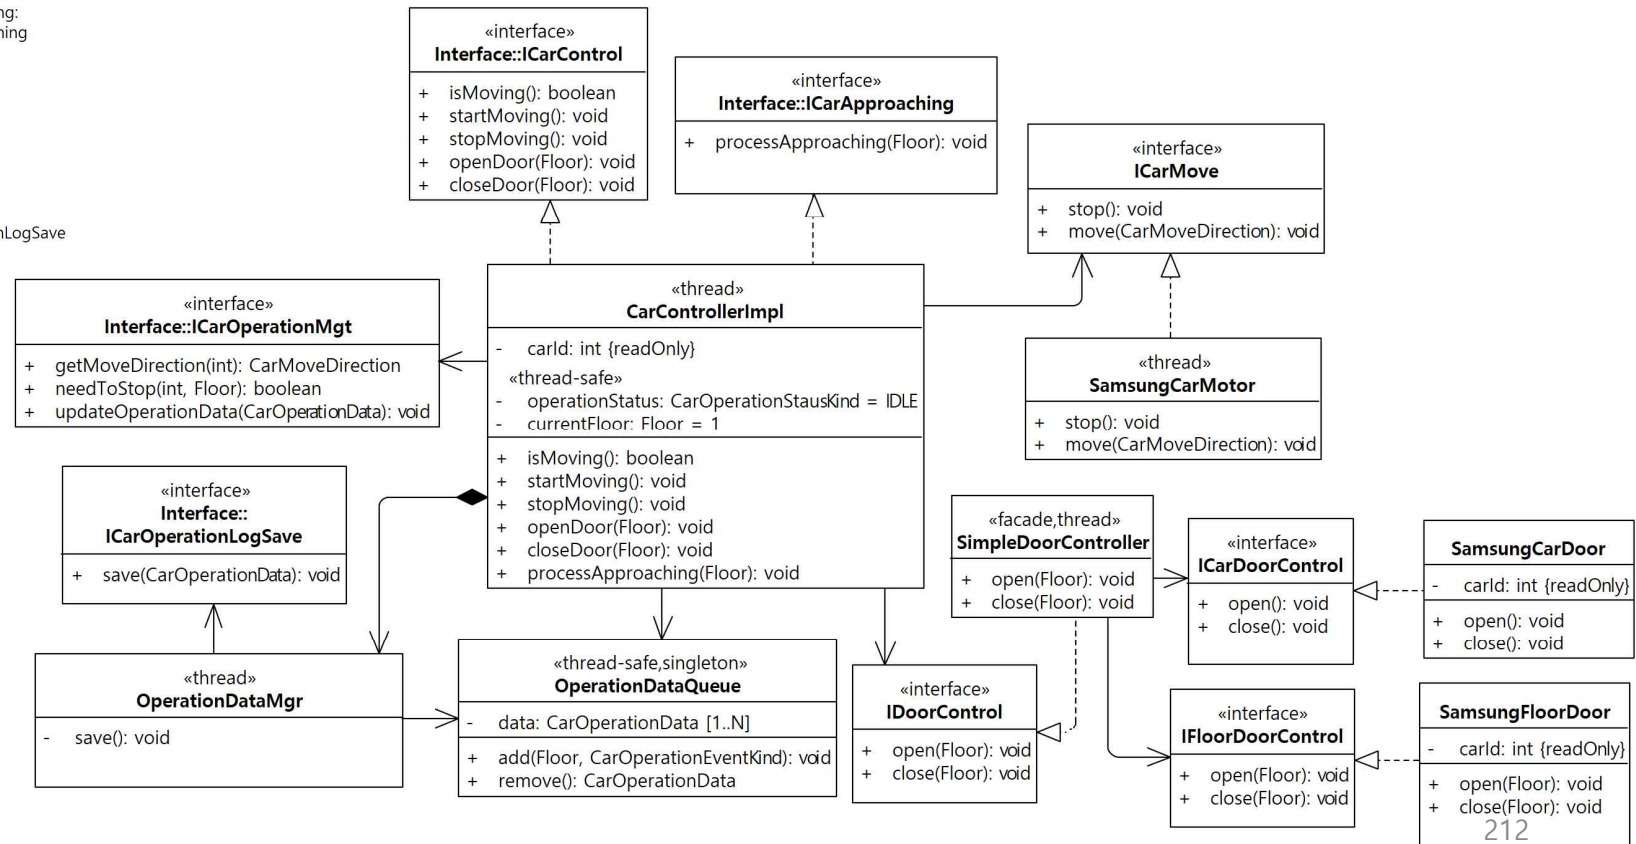 ng:
ning
nLogSave
«interface»
Interface::ICarControl
+ isMoving(): boolean
+ startMoving(): void
+ stopMoving(): void
+ openDoor(Floor): void
+ closeDoor(Floor): void
«interface»
Interface::ICarApproaching
+ processApproaching(Floor): void
«interface»
ICarMove
+ stop(): void
+ move(CarMoveDirection): void
«interface»
Interface::ICarOperationMgt
+ getMoveDirection(int): CarMoveDirection
+ needToStop(int, Floor): boolean
+ updateOperationData(CarOperationData): void
«thread»
CarControllerImpl
- carId: int {readOnly}
«thread-safe»
- operationStatus: CarOperationStausKind = IDLE
- currentFloor: Floor = 1
+ isMoving(): boolean
+ startMoving(): void
+ stopMoving(): void
+ openDoor(Floor): void
+ closeDoor(Floor): void
+ processApproaching(Floor): void
«thread»
SamsungCarMotor
+ stop(): void
+ move(CarMoveDirection): void
«interface»
Interface::
ICarOperationLogSave
+ save(CarOperationData): void
«facade,thread»
SimpleDoorController
+ open(Floor): void
+ close(Floor): void
«interface»
ICarDoorControl
+ open(): void
+ close(): void
SamsungCarDoor
- carId: int {readOnly}
+ open(): void
+ close(): void
«thread»
OperationDataMgr
- save(): void
«thread-safe,singleton»
OperationDataQueue
- data: CarOperationData [1..N]
+ add(Floor, CarOperationEventKind): void
+ remove(): CarOperationData
«interface»
IDoorControl
+ open(Floor): void
+ close(Floor): void
«interface»
IFloorDoorControl
+ open(Floor): void
+ close(Floor): void
SamsungFloorDoor
- carId: int {readOnly}
+ open(Floor): void
+ close(Floor): void
212